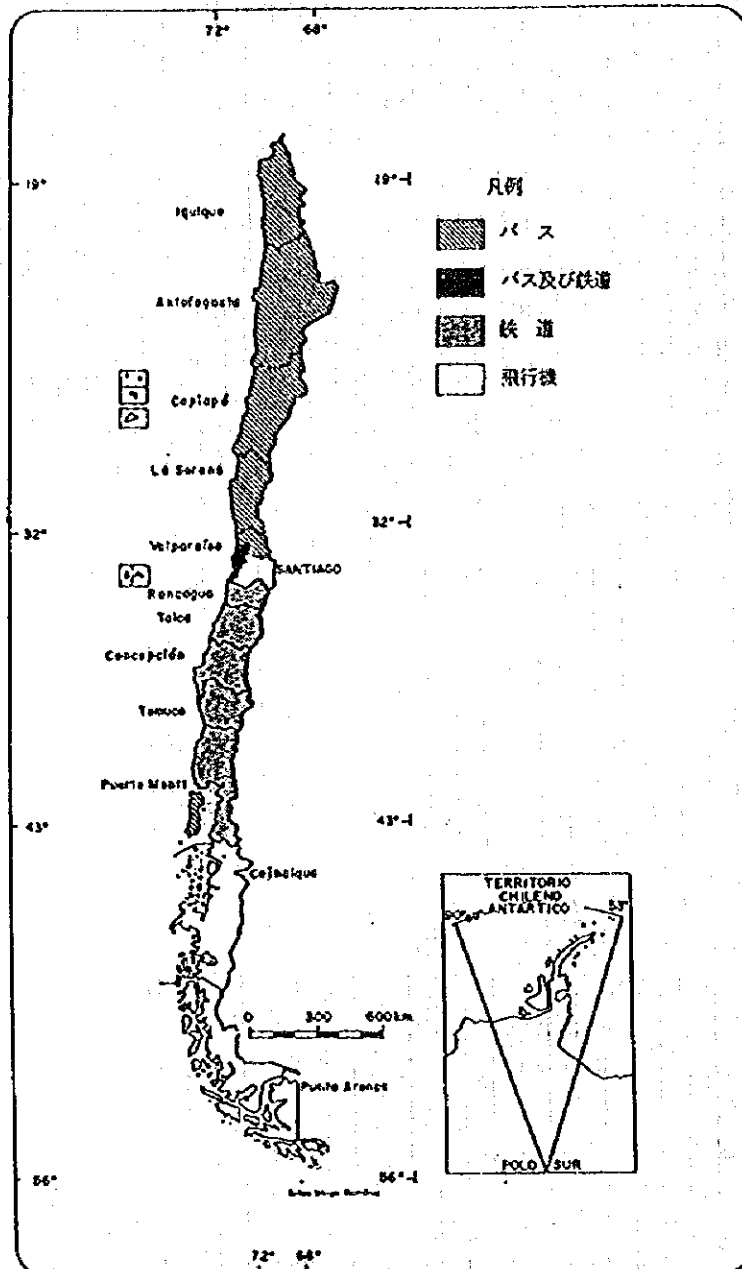 72° 68°
19°
19°
凡例
バス
バス及び鉄道
鉄道
飛行機
Iquique
Antofagasta
Copiapó
La Serena
32°
32°
Valparaíso
SANTIAGO
Rancagua
Talca
Concepción
Temuco
Puerto Montt
43°
43°
Coihaique
TERRITORIO
CHILENO
ANTARTICO
90°
53°
0 300 600km
Punta Arenas
POLO SUR
56°
56°
72° 68°